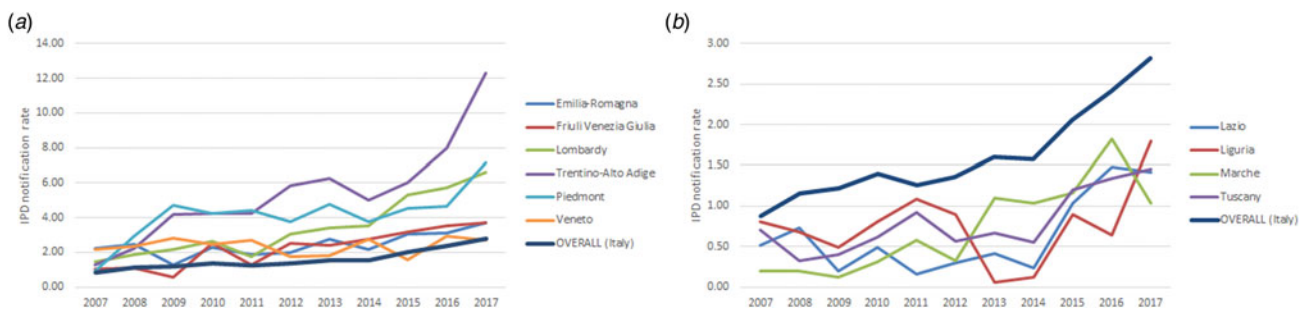 (a)
14.00
12.00
10.00
8.00
6.00
4.00
2.00
0.00
IPD notification rate
2007 2008 2009 2010 2011 2012 2013 2014 2015 2016 2017
Emilia-Romagna
Friuli Venezia Giulia
Lombardy
Trentino-Alto Adige
Piedmont
Veneto
OVERALL (Italy)
(b)
3.00
2.50
2.00
1.50
1.00
0.50
0.00
IPD notification rate
2007 2008 2009 2010 2011 2012 2013 2014 2015 2016 2017
Lazio
Liguria
Marche
Tuscany
OVERALL (Italy)